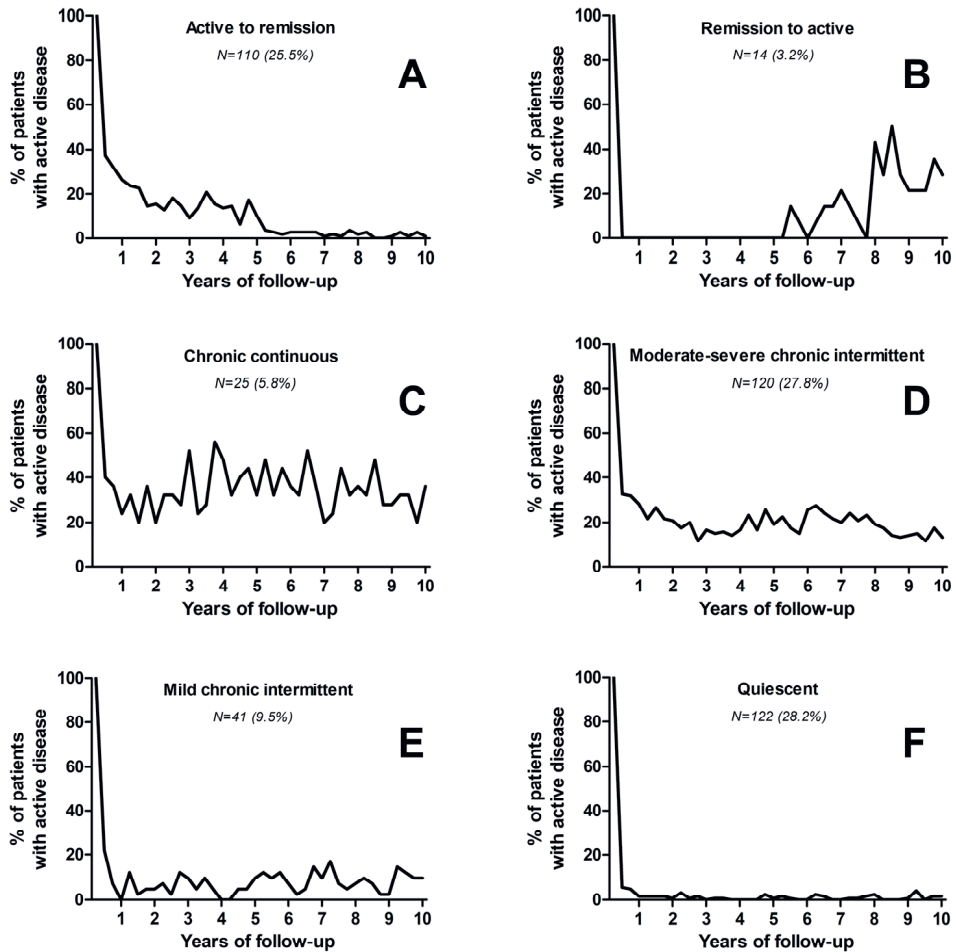 Active to remission
N=110 (25.5%)
A
% of patients
with active disease
100
80
60
40
20
0
1 2 3 4 5 6 7 8 9 10
Years of follow-up
Remission to active
N=14 (3.2%)
B
% of patients
with active disease
100
80
60
40
20
0
1 2 3 4 5 6 7 8 9 10
Years of follow-up
Chronic continuous
N=25 (5.8%)
C
% of patients
with active disease
100
80
60
40
20
0
1 2 3 4 5 6 7 8 9 10
Years of follow-up
Moderate-severe chronic intermittent
N=120 (27.8%)
D
% of patients
with active disease
100
80
60
40
20
0
1 2 3 4 5 6 7 8 9 10
Years of follow-up
Mild chronic intermittent
N=41 (9.5%)
E
% of patients
with active disease
100
80
60
40
20
0
1 2 3 4 5 6 7 8 9 10
Years of follow-up
Quiescent
N=122 (28.2%)
F
% of patients
with active disease
100
80
60
40
20
0
1 2 3 4 5 6 7 8 9 10
Years of follow-up